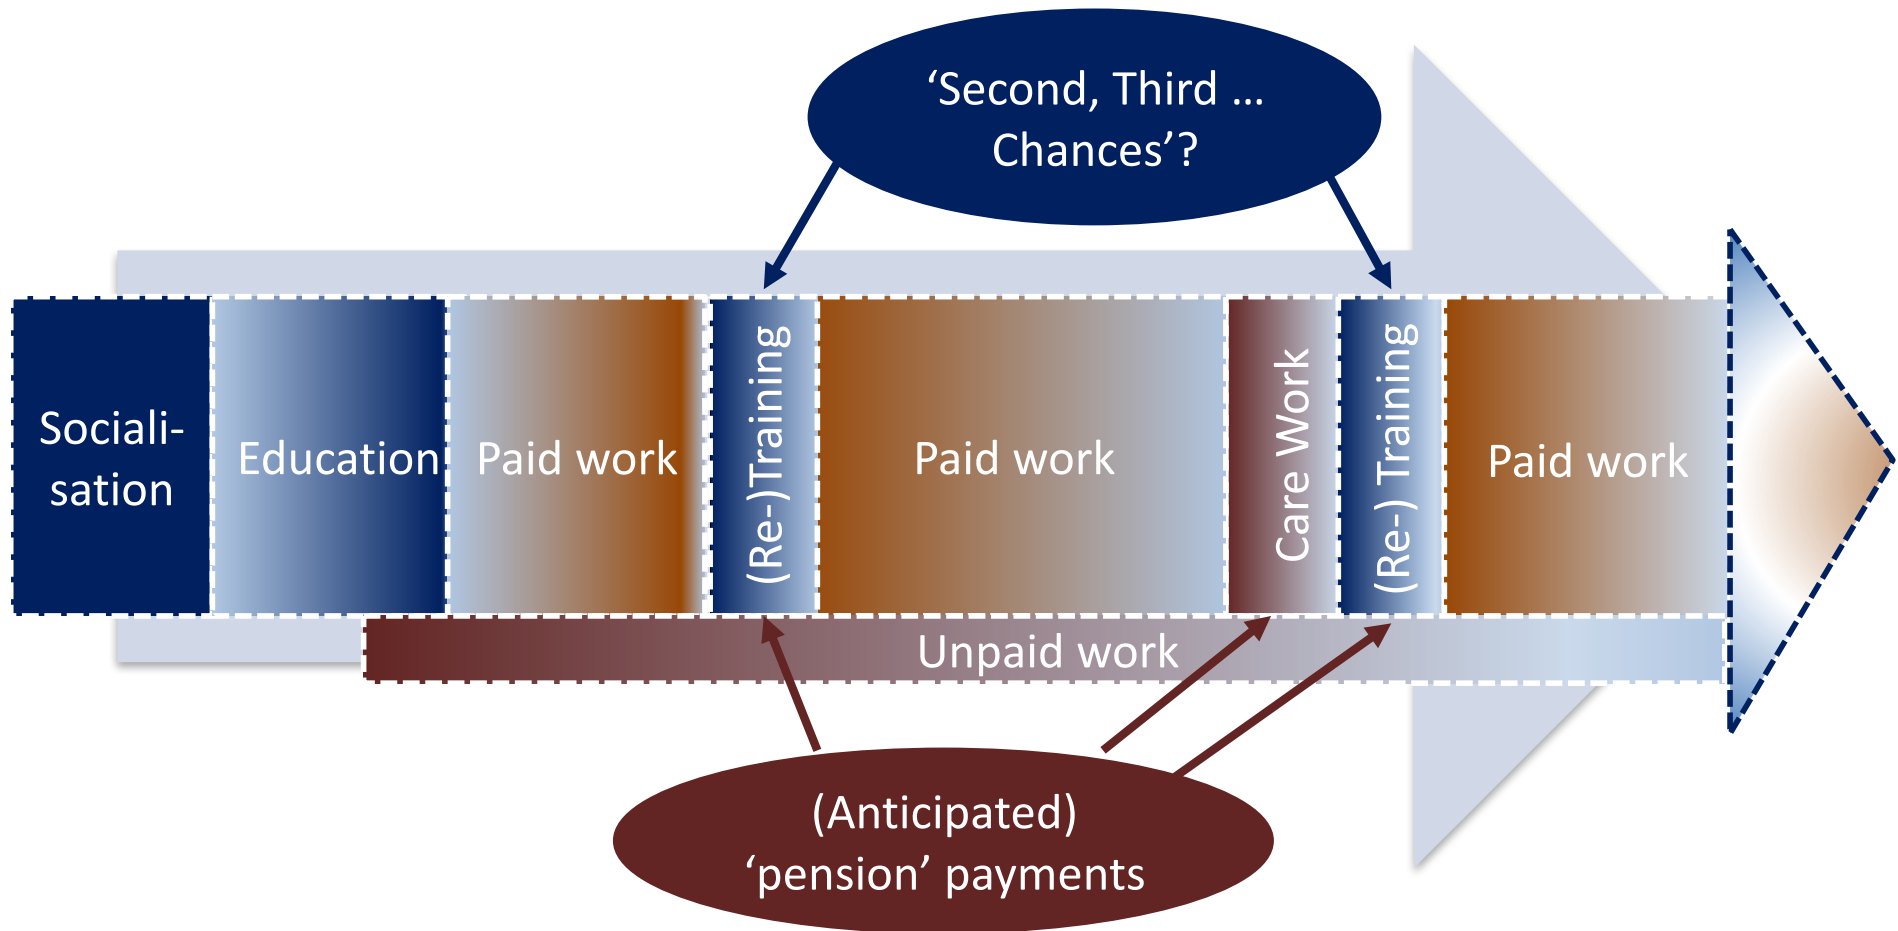 ‘Second, Third ...
Chances’?
Sociali-
sation
Education
Paid work
(Re-)Training
Paid work
Care Work
(Re-) Training
Paid work
Unpaid work
(Anticipated)
‘pension’ payments